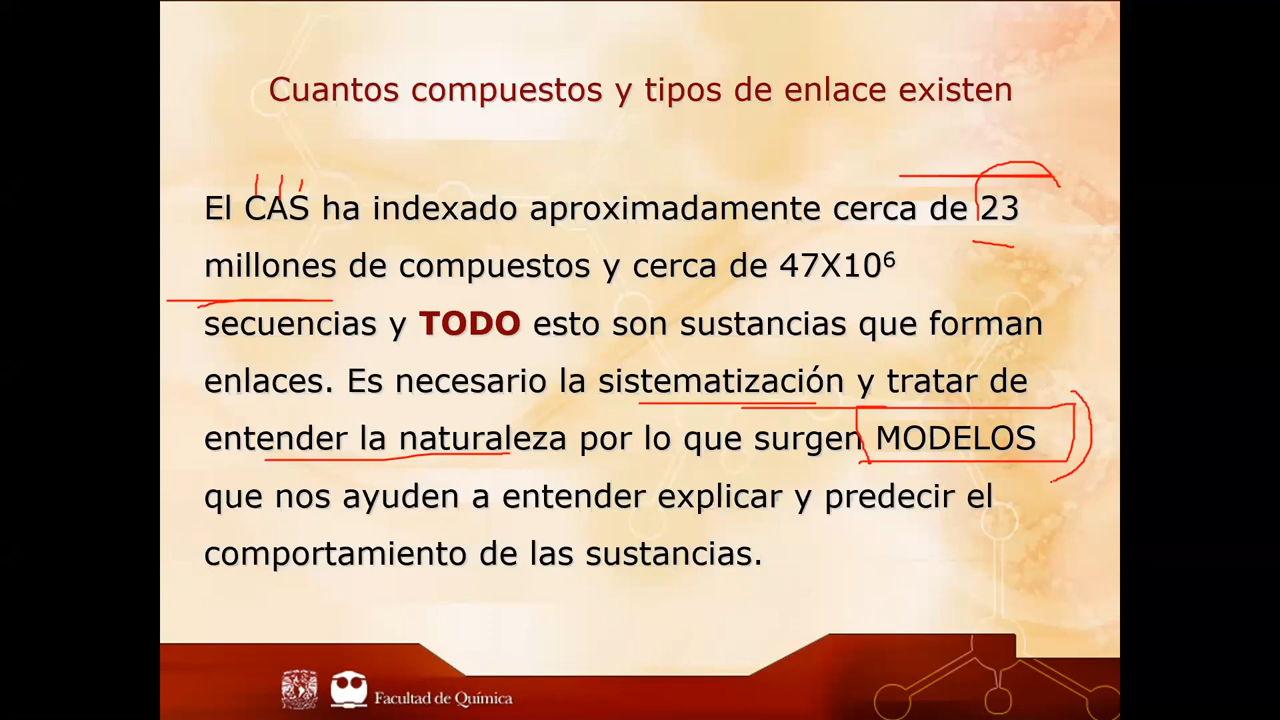 Cuantos compuestos y tipos de enlace existen
El CAS ha indexado aproximadamente cerca de 23
millones de compuestos y cerca de 47X10⁶
secuencias y TODO esto son sustancias que forman
enlaces. Es necesario la sistematización y tratar de
entender la naturaleza por lo que surgen MODELOS
que nos ayuden a entender explicar y predecir el
comportamiento de las sustancias.
Facultad de Química